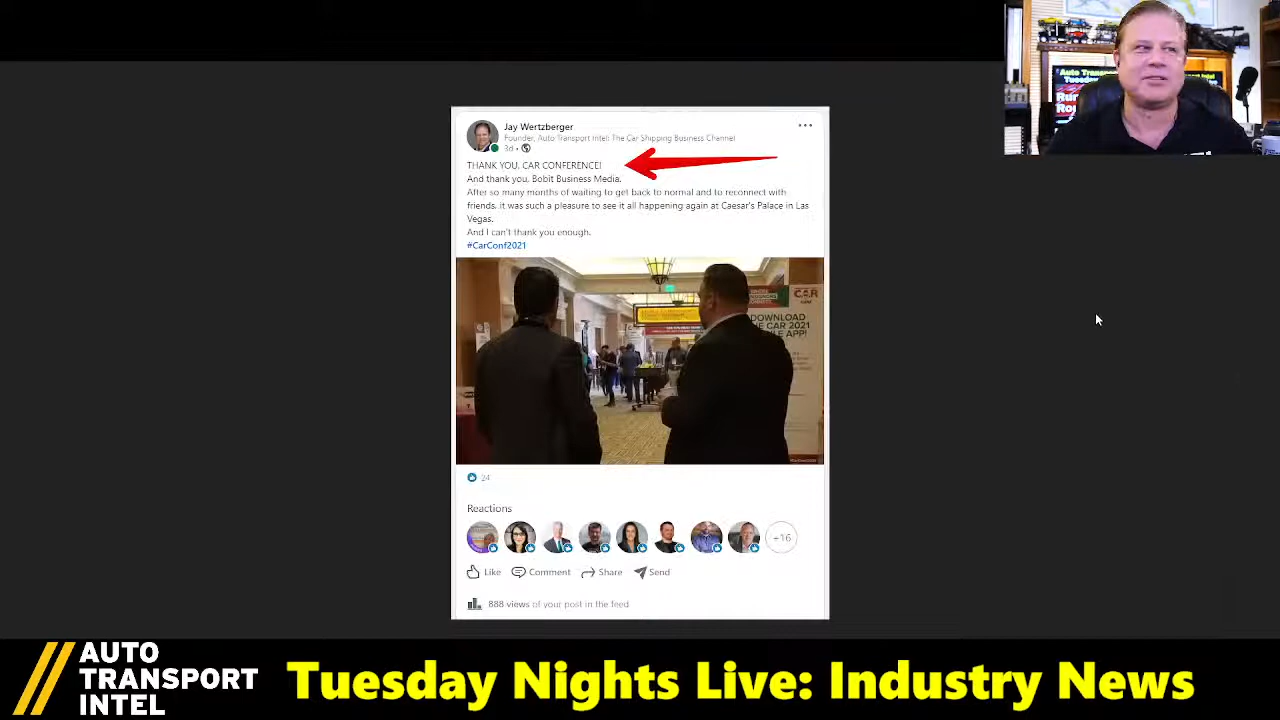 Jay Wertzberger
Founder, Auto Transport Intel: The Car Shipping Business Channel
3d •
THANK YOU, CAR CONFERENCE!
And thank you, Bobit Business Media.
After so many months of waiting to get back to normal and to reconnect with
friends, it was such a pleasure to see it all happening again at Caesar's Palace in Las
Vegas.
And I can't thank you enough.
#CarConf2021
CAR
DOWNLOAD
CAR 2021
APP!
24
Reactions
+16
Like Comment Share Send
888 views of your post in the feed
AUTO
TRANSPORT
INTEL
Tuesday Nights Live: Industry News